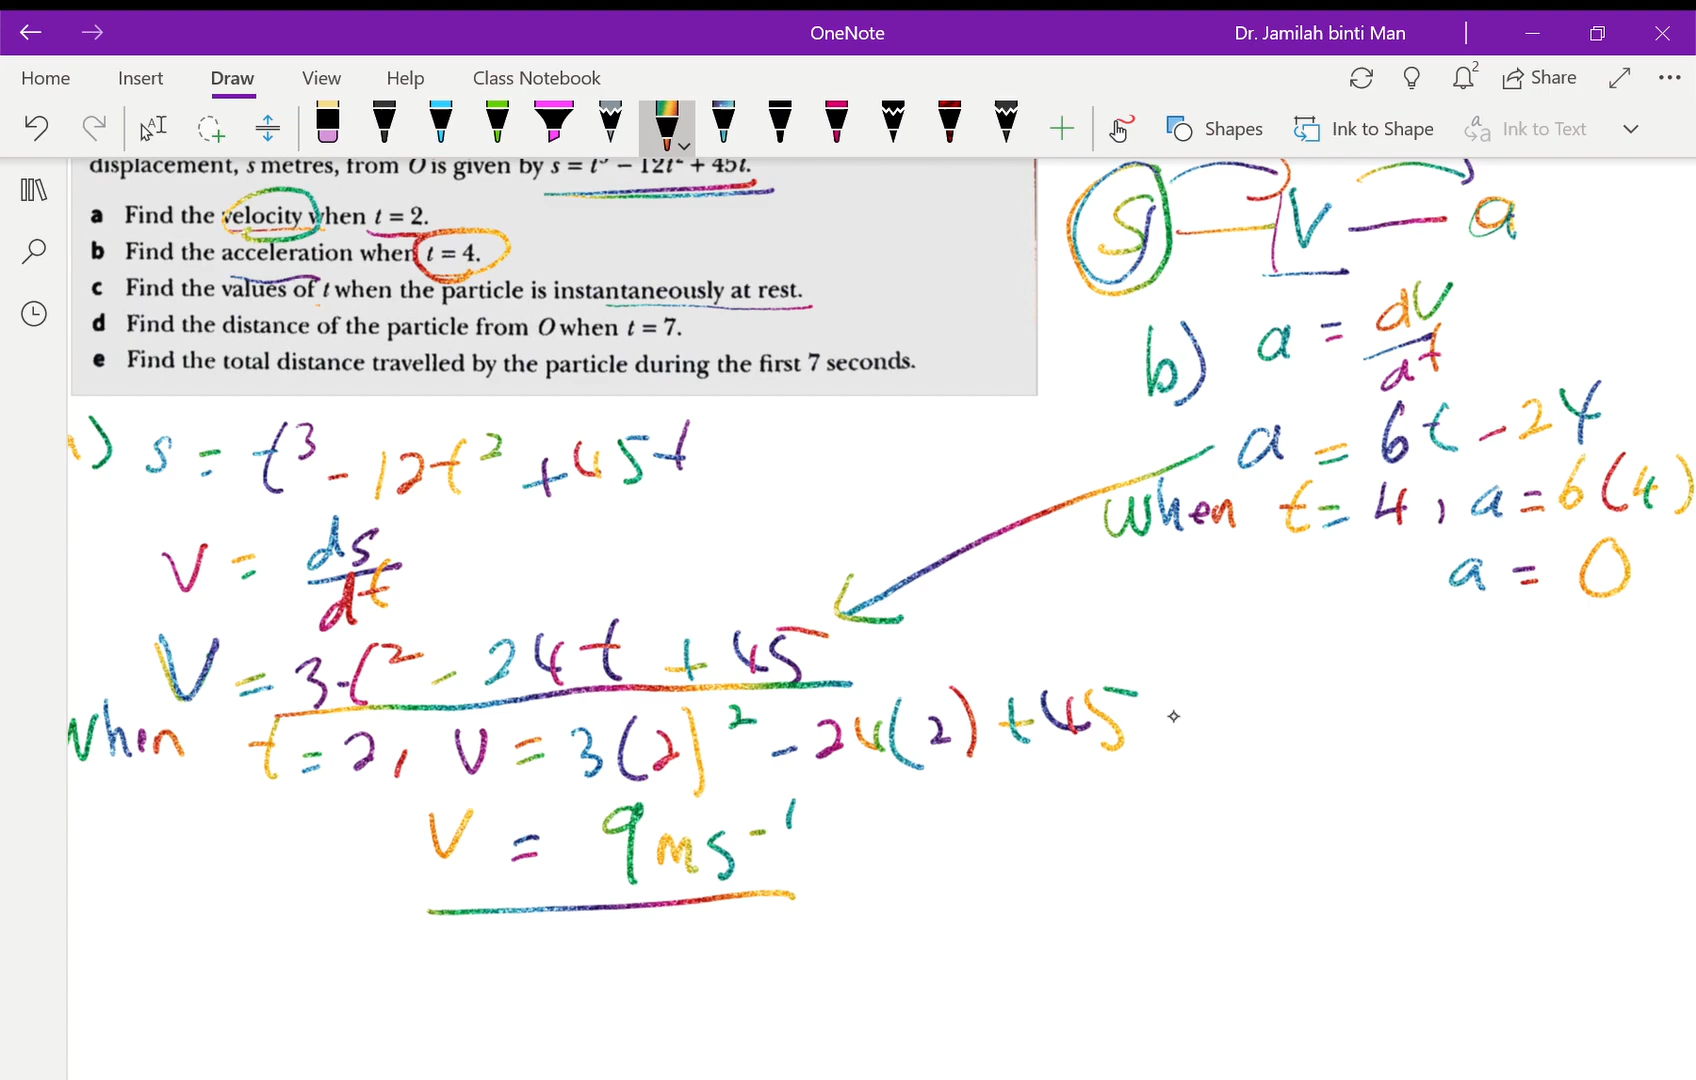 OneNote
Dr. Jamilah binti Man
Home Insert Draw View Help Class Notebook
2
Share
Shapes
Ink to Shape
Ink to Text
displacement, s metres, from O is given by s = t³ − 12t² + 45t.
a Find the velocity when t = 2.
b Find the acceleration when t = 4.
c Find the values of t when the particle is instantaneously at rest.
d Find the distance of the particle from O when t = 7.
e Find the total distance travelled by the particle during the first 7 seconds.
S — V — a
) s = t³ - 12t² + 45t
v = ds/dt
V = 3t² - 24t + 45
when t = 2, v = 3(2)² - 24(2) + 45
v = 9ms-1
b) a = dv/dt
a = 6t - 24
when t = 4, a = 6(4)
a = 0